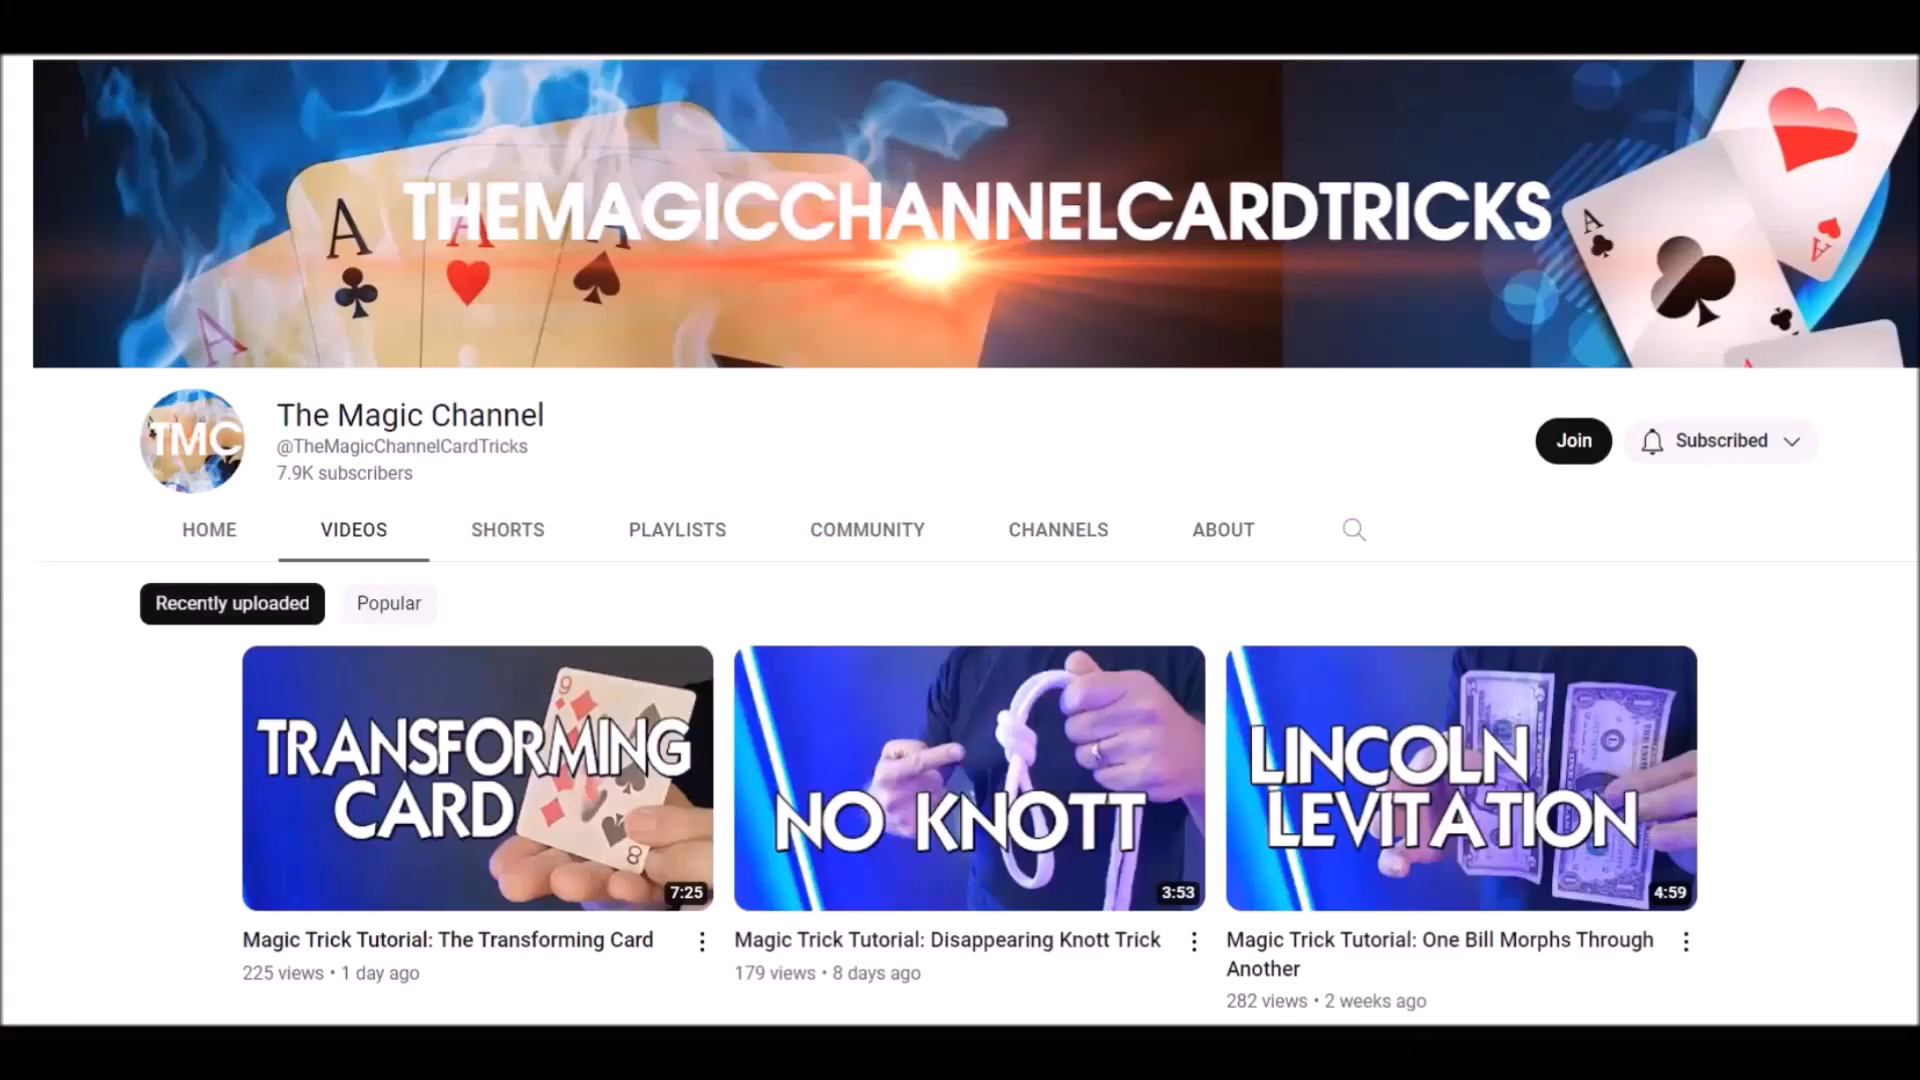 THEMAGICCHANNELCARDTRICKS
A
A
A
A
A
A
TMC
The Magic Channel
@TheMagicChannelCardTricks
7.9K subscribers
Join
Subscribed
HOME
VIDEOS
SHORTS
PLAYLISTS
COMMUNITY
CHANNELS
ABOUT
Recently uploaded
Popular
9
TRANSFORMING
CARD
8
7:25
NO KNOTT
3:53
LINCOLN
LEVITATION
4:59
Magic Trick Tutorial: The Transforming Card
225 views • 1 day ago
Magic Trick Tutorial: Disappearing Knott Trick
179 views • 8 days ago
Magic Trick Tutorial: One Bill Morphs Through
Another
282 views • 2 weeks ago